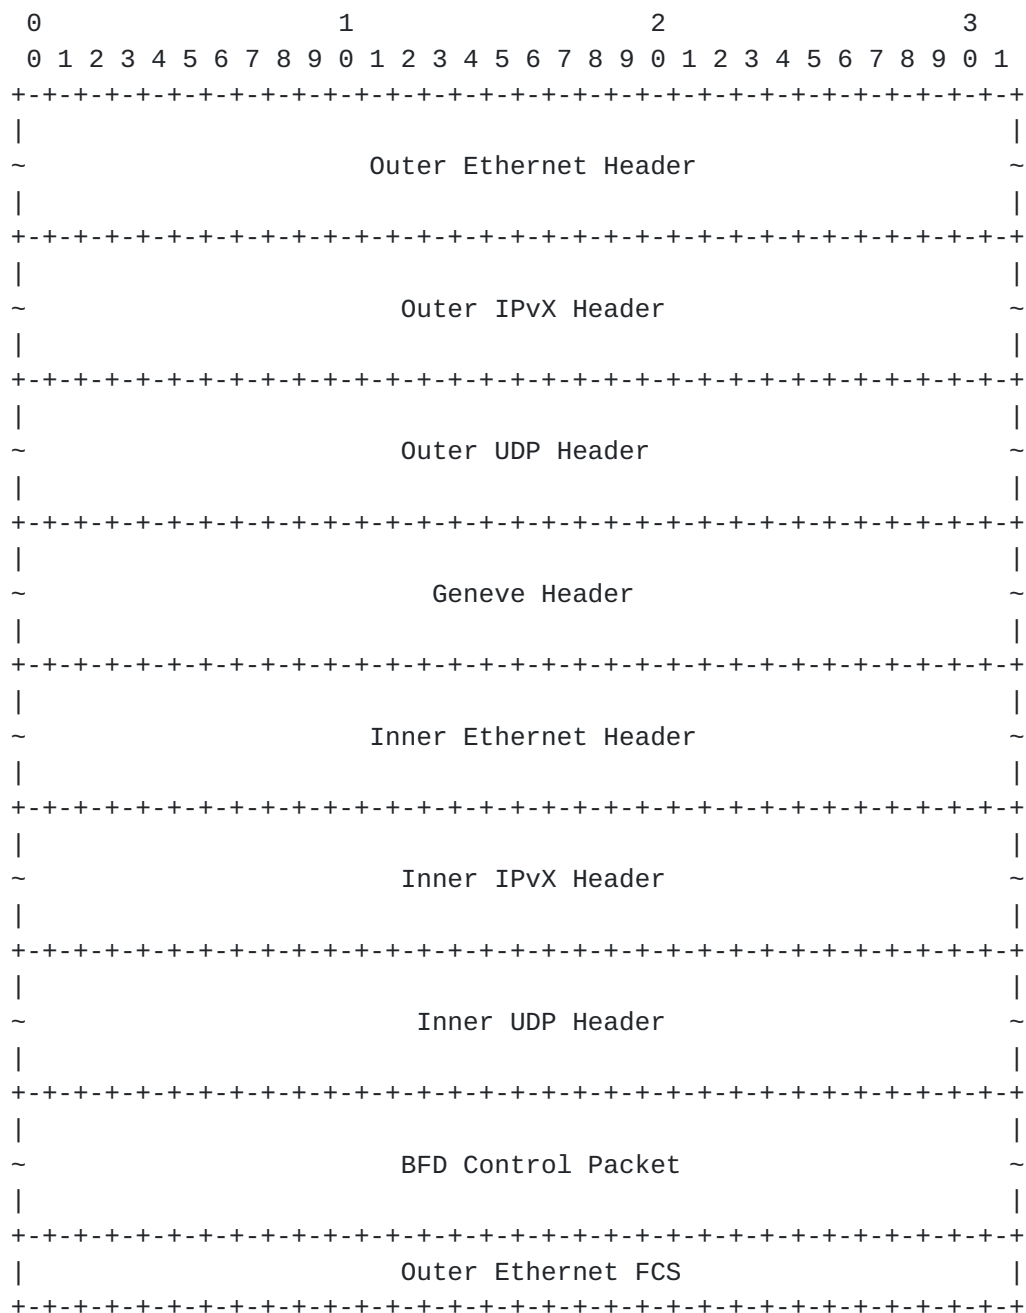 0                   1                   2                   3
 0 1 2 3 4 5 6 7 8 9 0 1 2 3 4 5 6 7 8 9 0 1 2 3 4 5 6 7 8 9 0 1
+-+-+-+-+-+-+-+-+-+-+-+-+-+-+-+-+-+-+-+-+-+-+-+-+-+-+-+-+-+-+-+-+
|                                                               |
~                      Outer Ethernet Header                    ~
|                                                               |
+-+-+-+-+-+-+-+-+-+-+-+-+-+-+-+-+-+-+-+-+-+-+-+-+-+-+-+-+-+-+-+-+
|                                                               |
~                        Outer IPvX Header                      ~
|                                                               |
+-+-+-+-+-+-+-+-+-+-+-+-+-+-+-+-+-+-+-+-+-+-+-+-+-+-+-+-+-+-+-+-+
|                                                               |
~                        Outer UDP Header                       ~
|                                                               |
+-+-+-+-+-+-+-+-+-+-+-+-+-+-+-+-+-+-+-+-+-+-+-+-+-+-+-+-+-+-+-+-+
|                                                               |
~                          Geneve Header                        ~
|                                                               |
+-+-+-+-+-+-+-+-+-+-+-+-+-+-+-+-+-+-+-+-+-+-+-+-+-+-+-+-+-+-+-+-+
|                                                               |
~                      Inner Ethernet Header                    ~
|                                                               |
+-+-+-+-+-+-+-+-+-+-+-+-+-+-+-+-+-+-+-+-+-+-+-+-+-+-+-+-+-+-+-+-+
|                                                               |
~                        Inner IPvX Header                      ~
|                                                               |
+-+-+-+-+-+-+-+-+-+-+-+-+-+-+-+-+-+-+-+-+-+-+-+-+-+-+-+-+-+-+-+-+
|                                                               |
~                         Inner UDP Header                      ~
|                                                               |
+-+-+-+-+-+-+-+-+-+-+-+-+-+-+-+-+-+-+-+-+-+-+-+-+-+-+-+-+-+-+-+-+
|                                                               |
~                        BFD Control Packet                     ~
|                                                               |
+-+-+-+-+-+-+-+-+-+-+-+-+-+-+-+-+-+-+-+-+-+-+-+-+-+-+-+-+-+-+-+-+
|                        Outer Ethernet FCS                     |
+-+-+-+-+-+-+-+-+-+-+-+-+-+-+-+-+-+-+-+-+-+-+-+-+-+-+-+-+-+-+-+-+